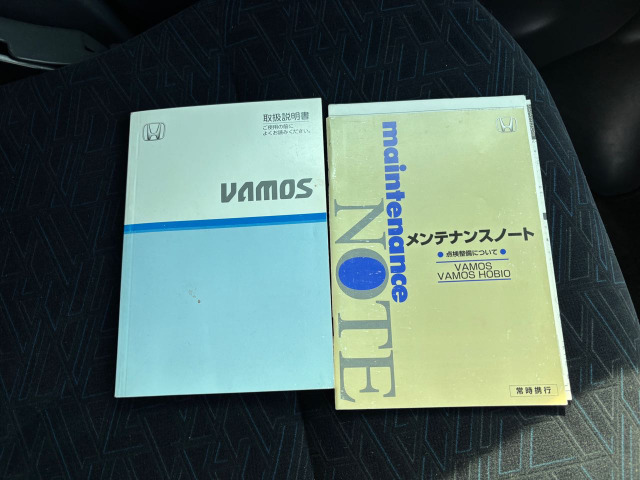 取扱説明書
ご使用の前に
よくお読みください。
VAMOS
maintenance
NOTE
メンテナンスノート
● 点検整備について ●
VAMOS
VAMOS HOBIO
常時携行